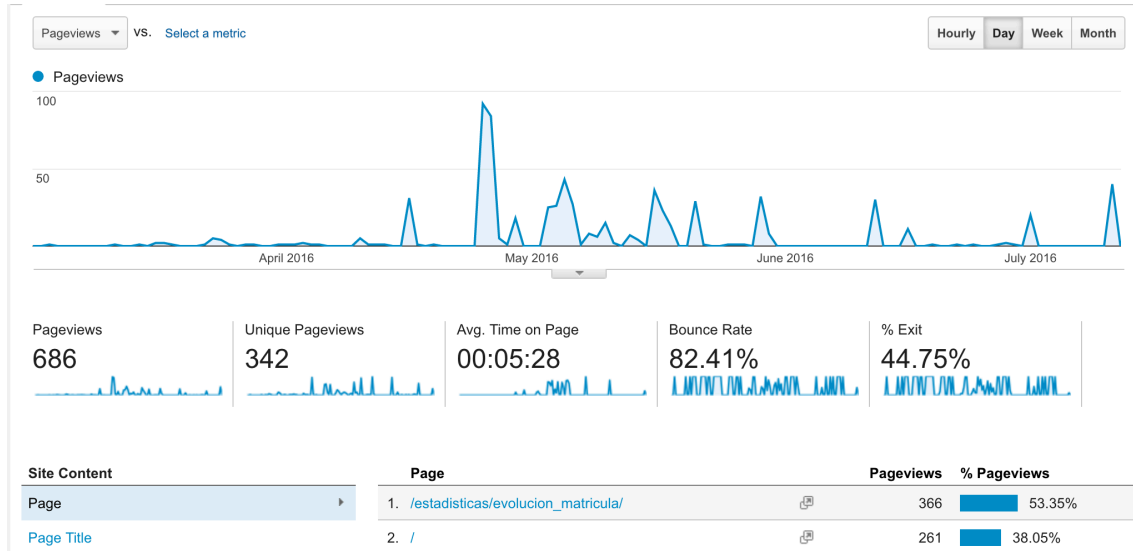 Pageviews VS. Select a metric Hourly Day Week Month
Pageviews
100
50
April 2016 May 2016 June 2016 July 2016
Pageviews Unique Pageviews Avg. Time on Page Bounce Rate % Exit
686 342 00:05:28 82.41% 44.75%
Site Content Page Pageviews % Pageviews
Page 1. /estadisticas/evolucion_matricula/ 366 53.35%
Page Title 2. / 261 38.05%